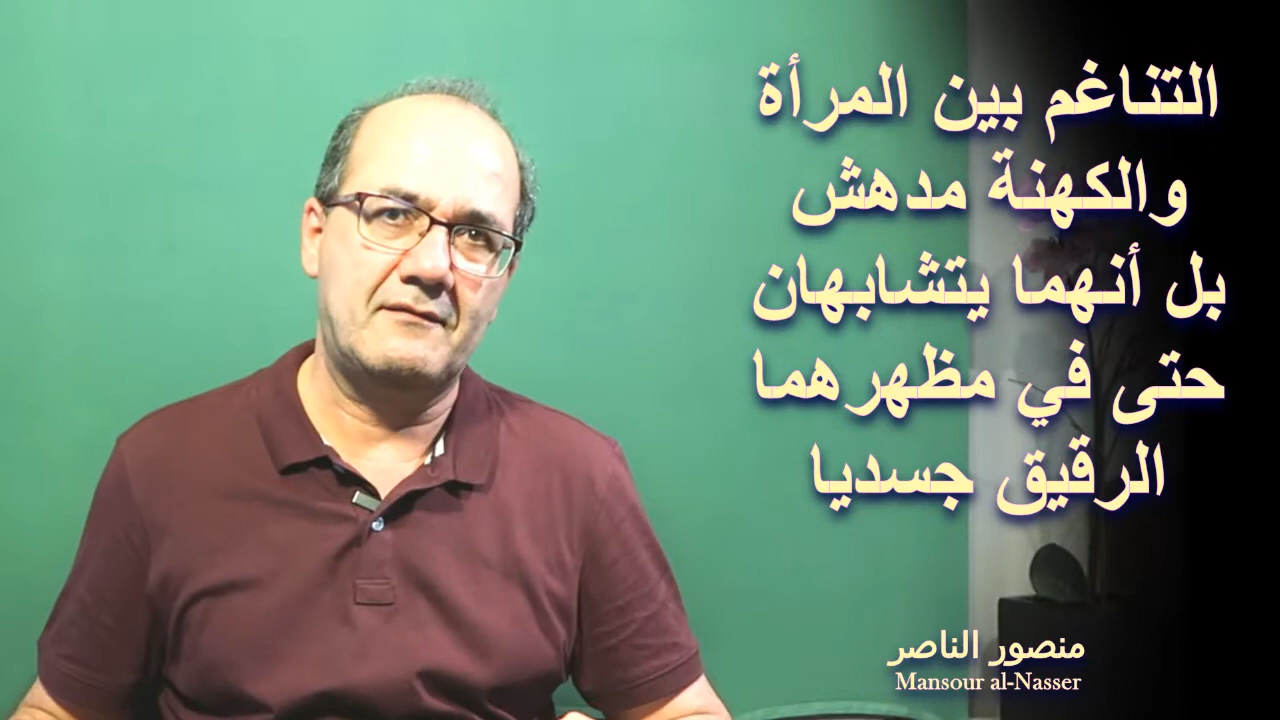 التناغم بين المرأة
والكهنة مدهش
بل أنهما يتشابهان
حتى في مظهرهما
الرقيق جسديا
منصور الناصر
Mansour al-Nasser